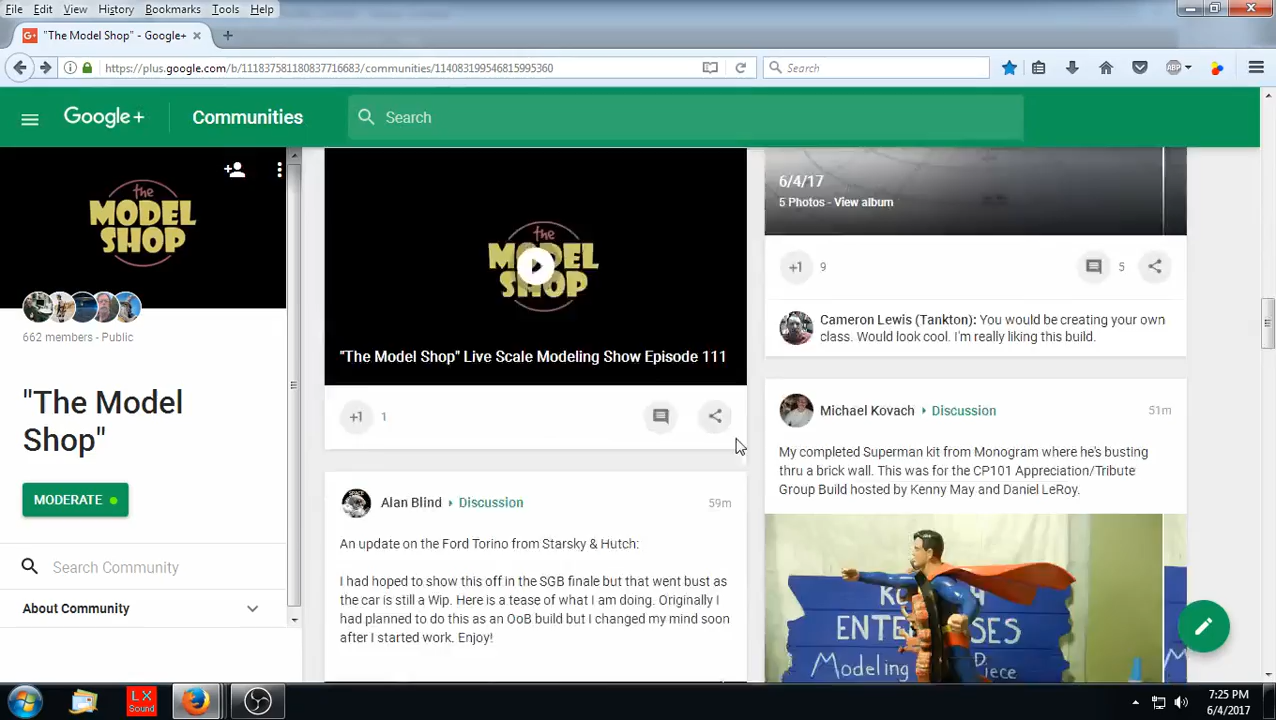 File Edit View History Bookmarks Tools Help
"The Model Shop" - Google+
https://plus.google.com/b/111837581180837716683/communities/114083199546815995360
Search
ABP
Google+ Communities
Search
the
MODEL
SHOP
662 members - Public
"The Model
Shop"
MODERATE
Search Community
About Community
the
MODEL
SHOP
"The Model Shop" Live Scale Modeling Show Episode 111
+1 1
Alan Blind Discussion 59m
An update on the Ford Torino from Starsky & Hutch:
I had hoped to show this off in the SGB finale but that went bust as
the car is still a Wip. Here is a tease of what I am doing. Originally I
had planned to do this as an OoB build but I changed my mind soon
after I started work. Enjoy!
6/4/17
5 Photos - View album
+1 9 5
Cameron Lewis (Tankton): You would be creating your own
class. Would look cool. I'm really liking this build.
Michael Kovach Discussion 51m
My completed Superman kit from Monogram where he's busting
thru a brick wall. This was for the CP101 Appreciation/Tribute
Group Build hosted by Kenny May and Daniel LeRoy.
Modeling
LX
Sound
7:25 PM
6/4/2017